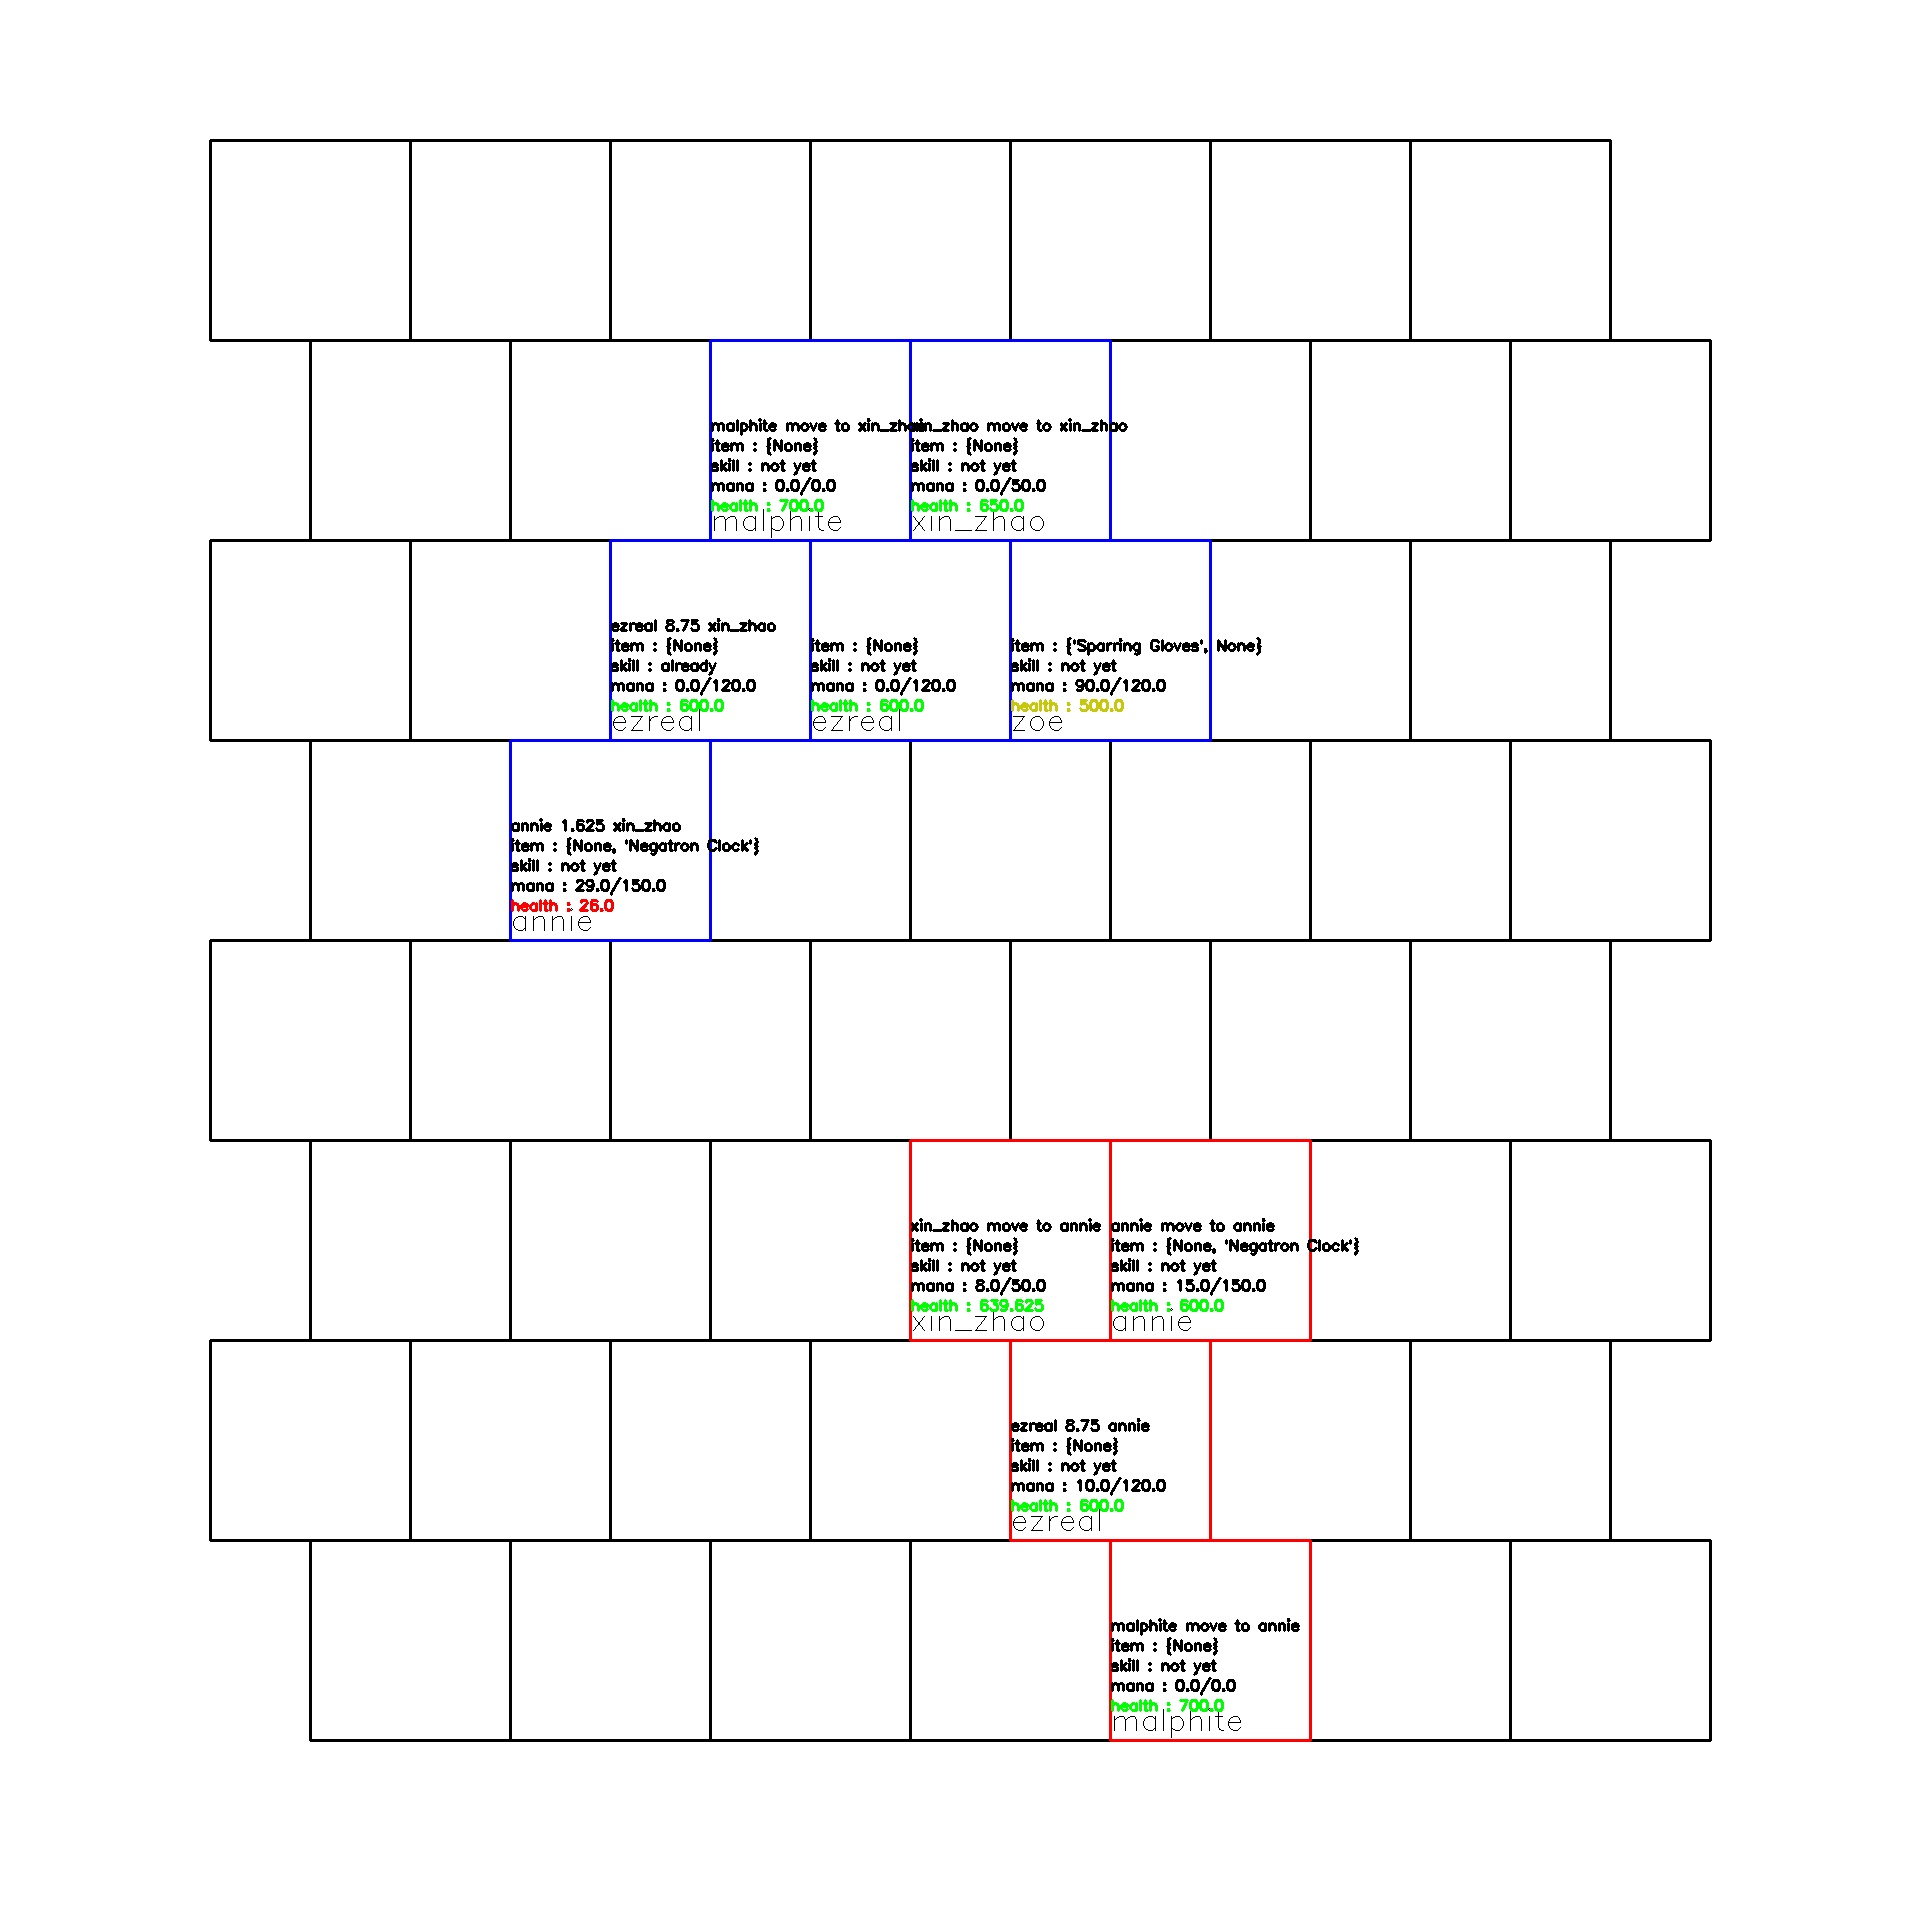 malphite move to xin_zhao
item : {None}
skill : not yet
mana : 0.0/0.0
health : 700.0
malphite
xin_zhao move to xin_zhao
item : {None}
skill : not yet
mana : 0.0/50.0
health : 650.0
xin_zhao
ezreal 8.75 xin_zhao
item : {None}
skill : already
mana : 0.0/120.0
health : 600.0
ezreal
item : {None}
skill : not yet
mana : 0.0/120.0
health : 600.0
ezreal
item : {'Sparring Gloves', None}
skill : not yet
mana : 90.0/120.0
health : 500.0
zoe
annie 1.625 xin_zhao
item : {None, 'Negatron Clock'}
skill : not yet
mana : 29.0/150.0
health : 26.0
annie
xin_zhao move to annie
item : {None}
skill : not yet
mana : 8.0/50.0
health : 639.625
xin_zhao
annie move to annie
item : {None, 'Negatron Clock'}
skill : not yet
mana : 15.0/150.0
health : 600.0
annie
ezreal 8.75 annie
item : {None}
skill : not yet
mana : 10.0/120.0
health : 600.0
ezreal
malphite move to annie
item : {None}
skill : not yet
mana : 0.0/0.0
health : 700.0
malphite